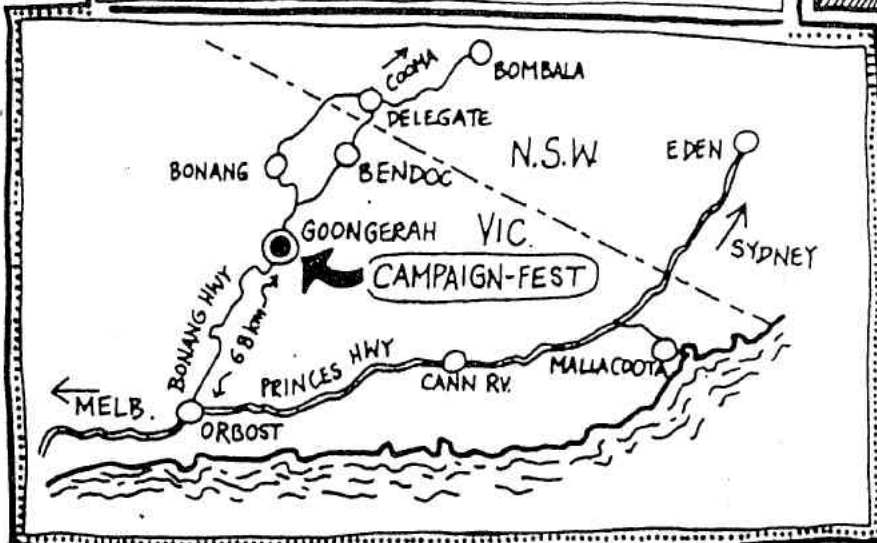 COOMA
BOMBALA
DELEGATE
N.S.W.
EDEN
BONANG
BENDOC
GOONGERAH
VIC.
SYDNEY
CAMPAIGN-FEST
BONANG HWY
68km
PRINCES HWY
CANN RV.
MALLACOOTA
MELB.
ORBOST